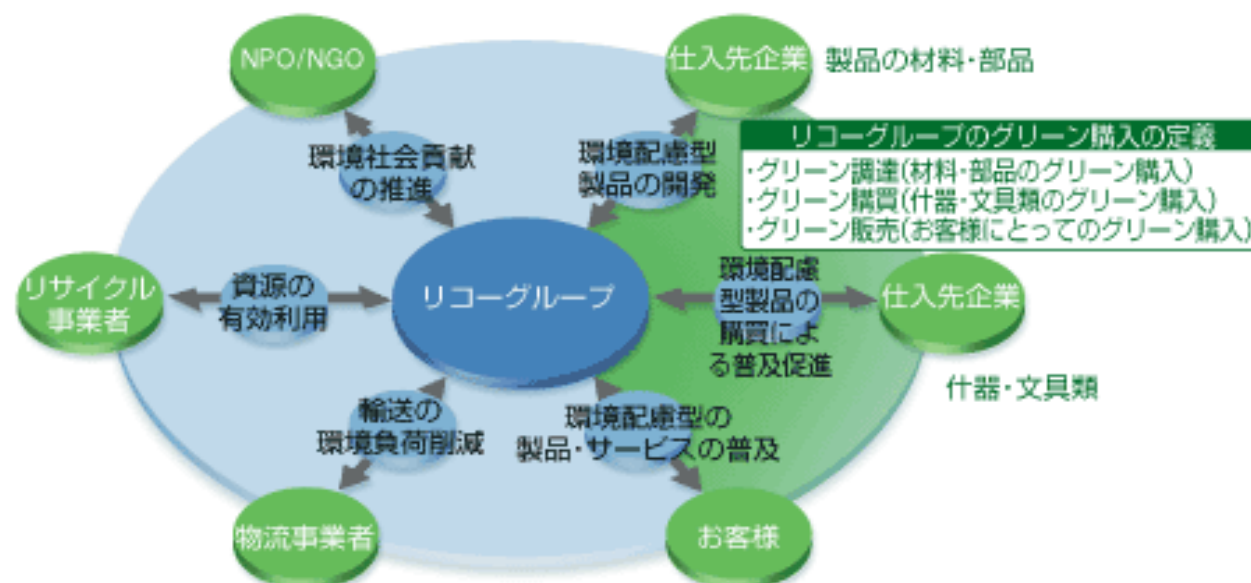 NPO/NGO
仕入先企業
製品の材料・部品
リコーグループのグリーン購入の定義
・グリーン調達(材料・部品のグリーン購入)
・グリーン購買(什器・文具類のグリーン購入)
・グリーン販売(お客様にとってのグリーン購入)
環境社会貢献
の推進
環境配慮型
製品の開発
リサイクル
事業者
資源の
有効利用
リコーグループ
環境配慮
型製品の
購買によ
る普及促進
仕入先企業
什器・文具類
輸送の
環境負荷削減
環境配慮型の
製品・サービスの普及
物流事業者
お客様